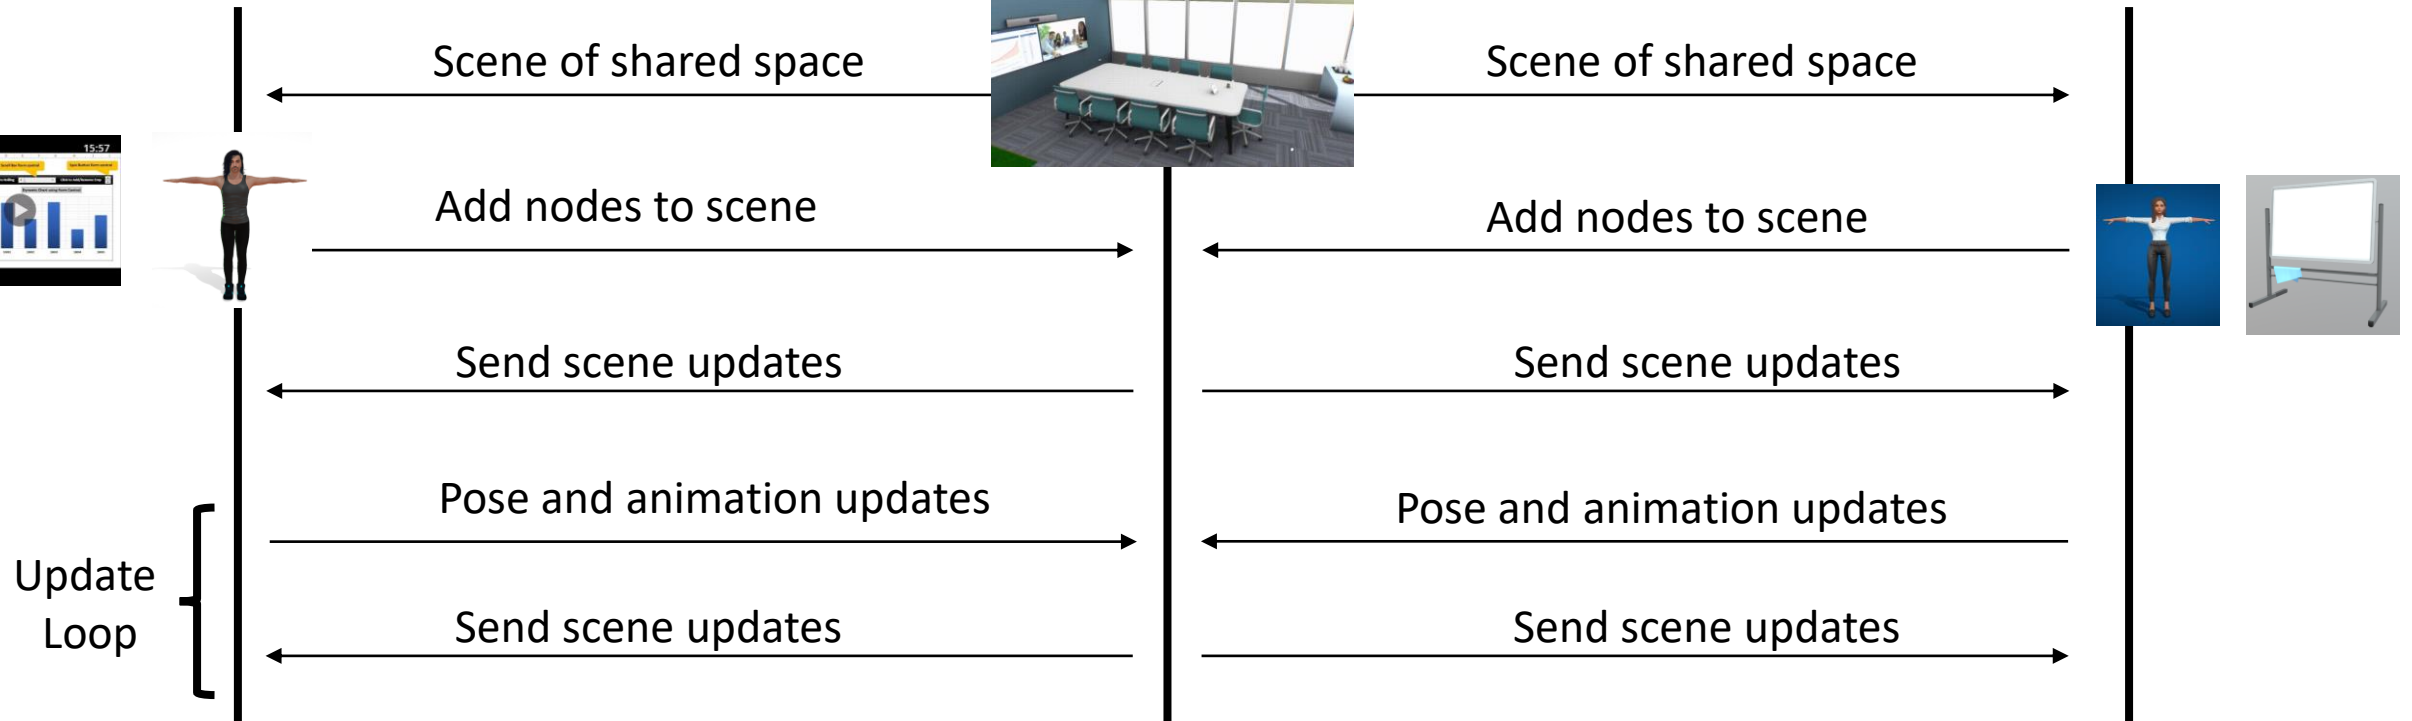 Scene of shared space
Scene of shared space
15:57
Add nodes to scene
Add nodes to scene
Send scene updates
Send scene updates
Pose and animation updates
Pose and animation updates
Update
Loop
Send scene updates
Send scene updates